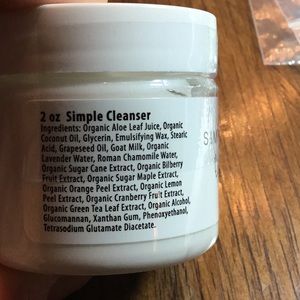 2 oz Simple Cleanser
Ingredients: Organic Aloe Leaf Juice, Organic
Coconut Oil, Glycerin, Emulsifying Wax, Stearic
Acid, Grapeseed Oil, Goat Milk, Organic
Lavender Water, Roman Chamomile Water,
Organic Sugar Cane Extract, Organic Bilberry
Fruit Extract, Organic Sugar Maple Extract,
Organic Orange Peel Extract, Organic Lemon
Peel Extract, Organic Cranberry Fruit Extract,
Organic Green Tea Leaf Extract, Organic Alcohol,
Glucomannan, Xanthan Gum, Phenoxyethanol,
Tetrasodium Glutamate Diacetate.